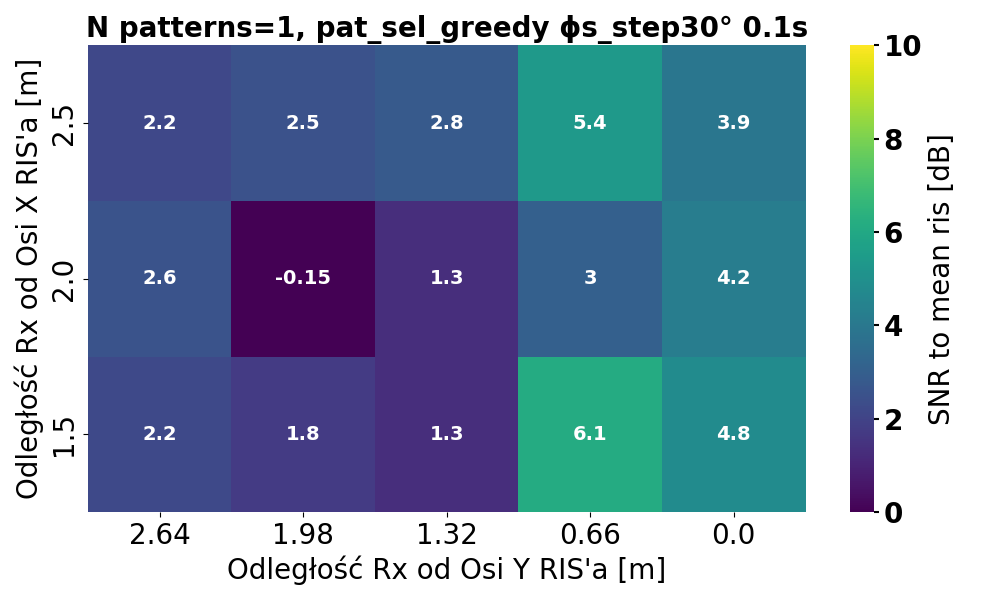 N patterns=1, pat_sel_greedy ϕs_step30° 0.1s
Odległość Rx od Osi X RIS'a [m]
2.5
2.2 2.5 2.8 5.4 3.9
2.0
2.6 -0.15 1.3 3 4.2
1.5
2.2 1.8 1.3 6.1 4.8
2.64 1.98 1.32 0.66 0.0
Odległość Rx od Osi Y RIS'a [m]
10
8
6
4
2
0
SNR to mean ris [dB]